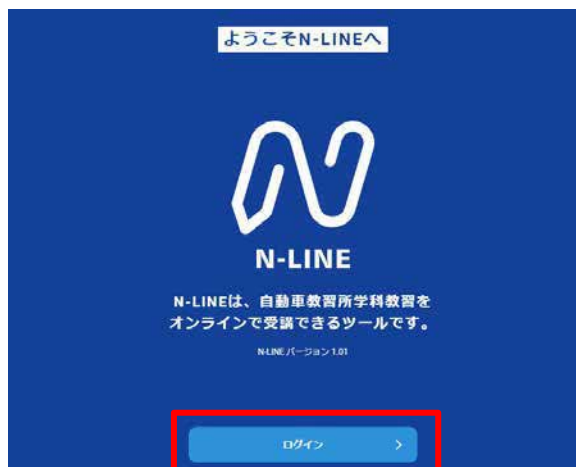 ようこそN-LINEへ
N-LINE
N-LINEは、自動車教習所学科教習を
オンラインで受講できるツールです。
N-LINE バージョン 1.01
ログイン